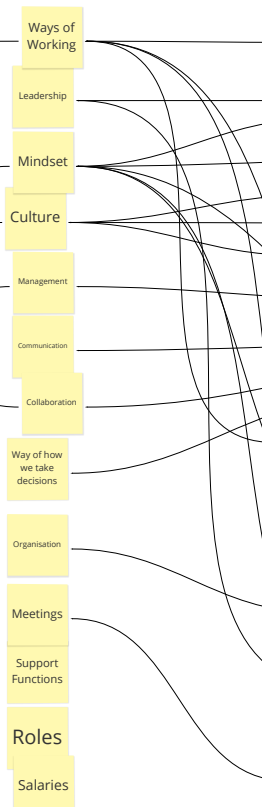 Ways of
Working
Leadership
Mindset
Culture
Management
Communication
Collaboration
Way of how
we take
decisions
Organisation
Meetings
Support
Functions
Roles
Salaries